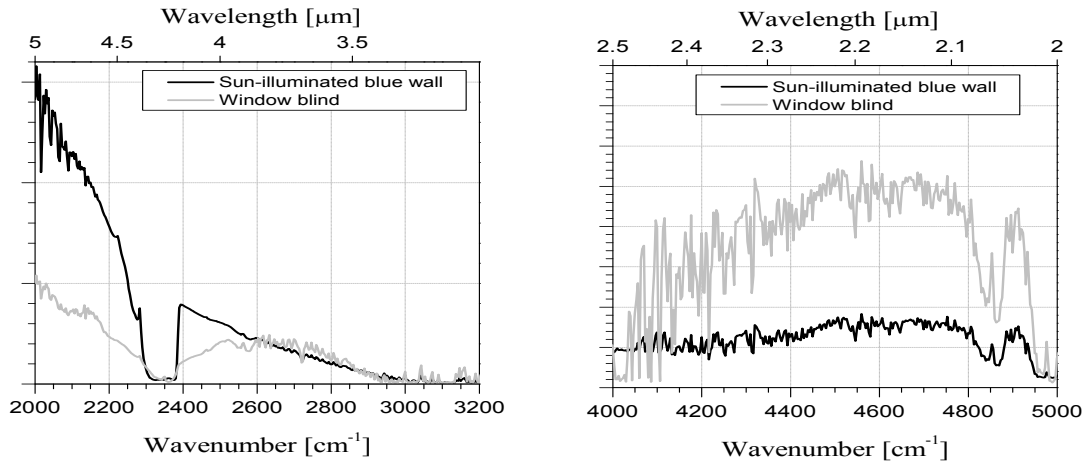 Wavelength [μm]
5 4.5 4 3.5
Sun-illuminated blue wall
Window blind
2000 2200 2400 2600 2800 3000 3200
Wavenumber [cm-1]
Wavelength [μm]
2.5 2.4 2.3 2.2 2.1 2
Sun-illuminated blue wall
Window blind
4000 4200 4400 4600 4800 5000
Wavenumber [cm-1]